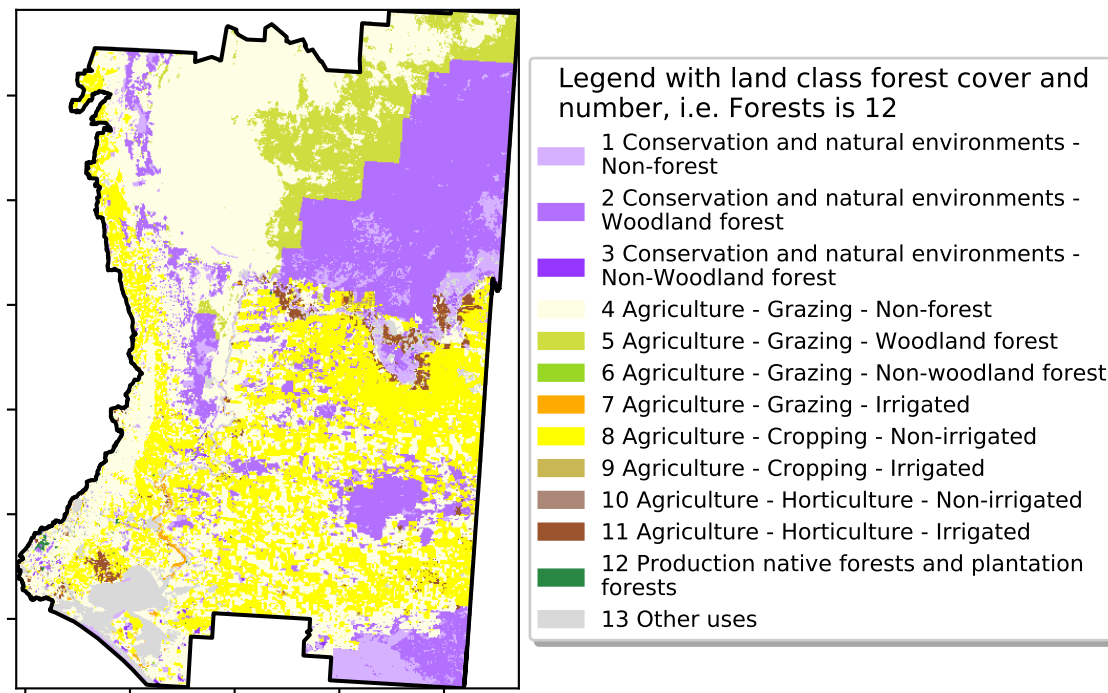 Legend with land class forest cover and
number, i.e. Forests is 12
1 Conservation and natural environments -
Non-forest
2 Conservation and natural environments -
Woodland forest
3 Conservation and natural environments -
Non-Woodland forest
4 Agriculture - Grazing - Non-forest
5 Agriculture - Grazing - Woodland forest
6 Agriculture - Grazing - Non-woodland forest
7 Agriculture - Grazing - Irrigated
8 Agriculture - Cropping - Non-irrigated
9 Agriculture - Cropping - Irrigated
10 Agriculture - Horticulture - Non-irrigated
11 Agriculture - Horticulture - Irrigated
12 Production native forests and plantation
forests
13 Other uses